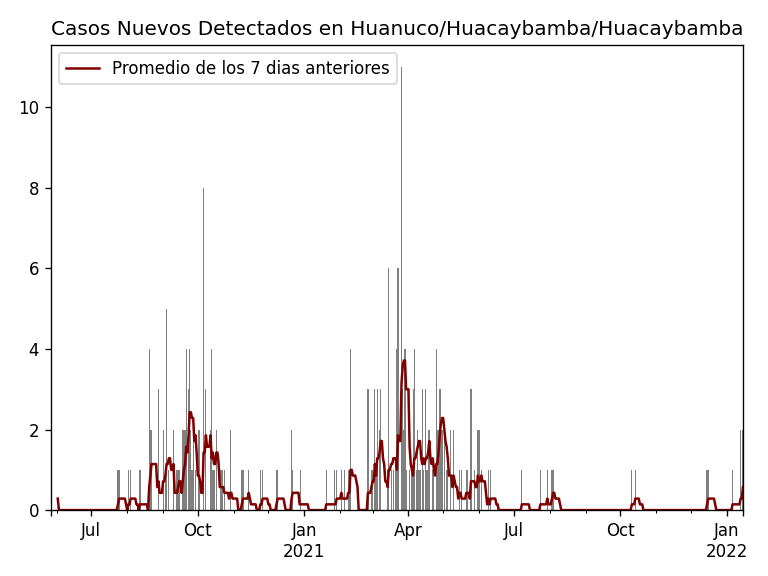 Casos Nuevos Detectados en Huanuco/Huacaybamba/Huacaybamba
Promedio de los 7 dias anteriores
10
8
6
4
2
0
Jul Oct Jan Apr Jul Oct Jan
2021 2022